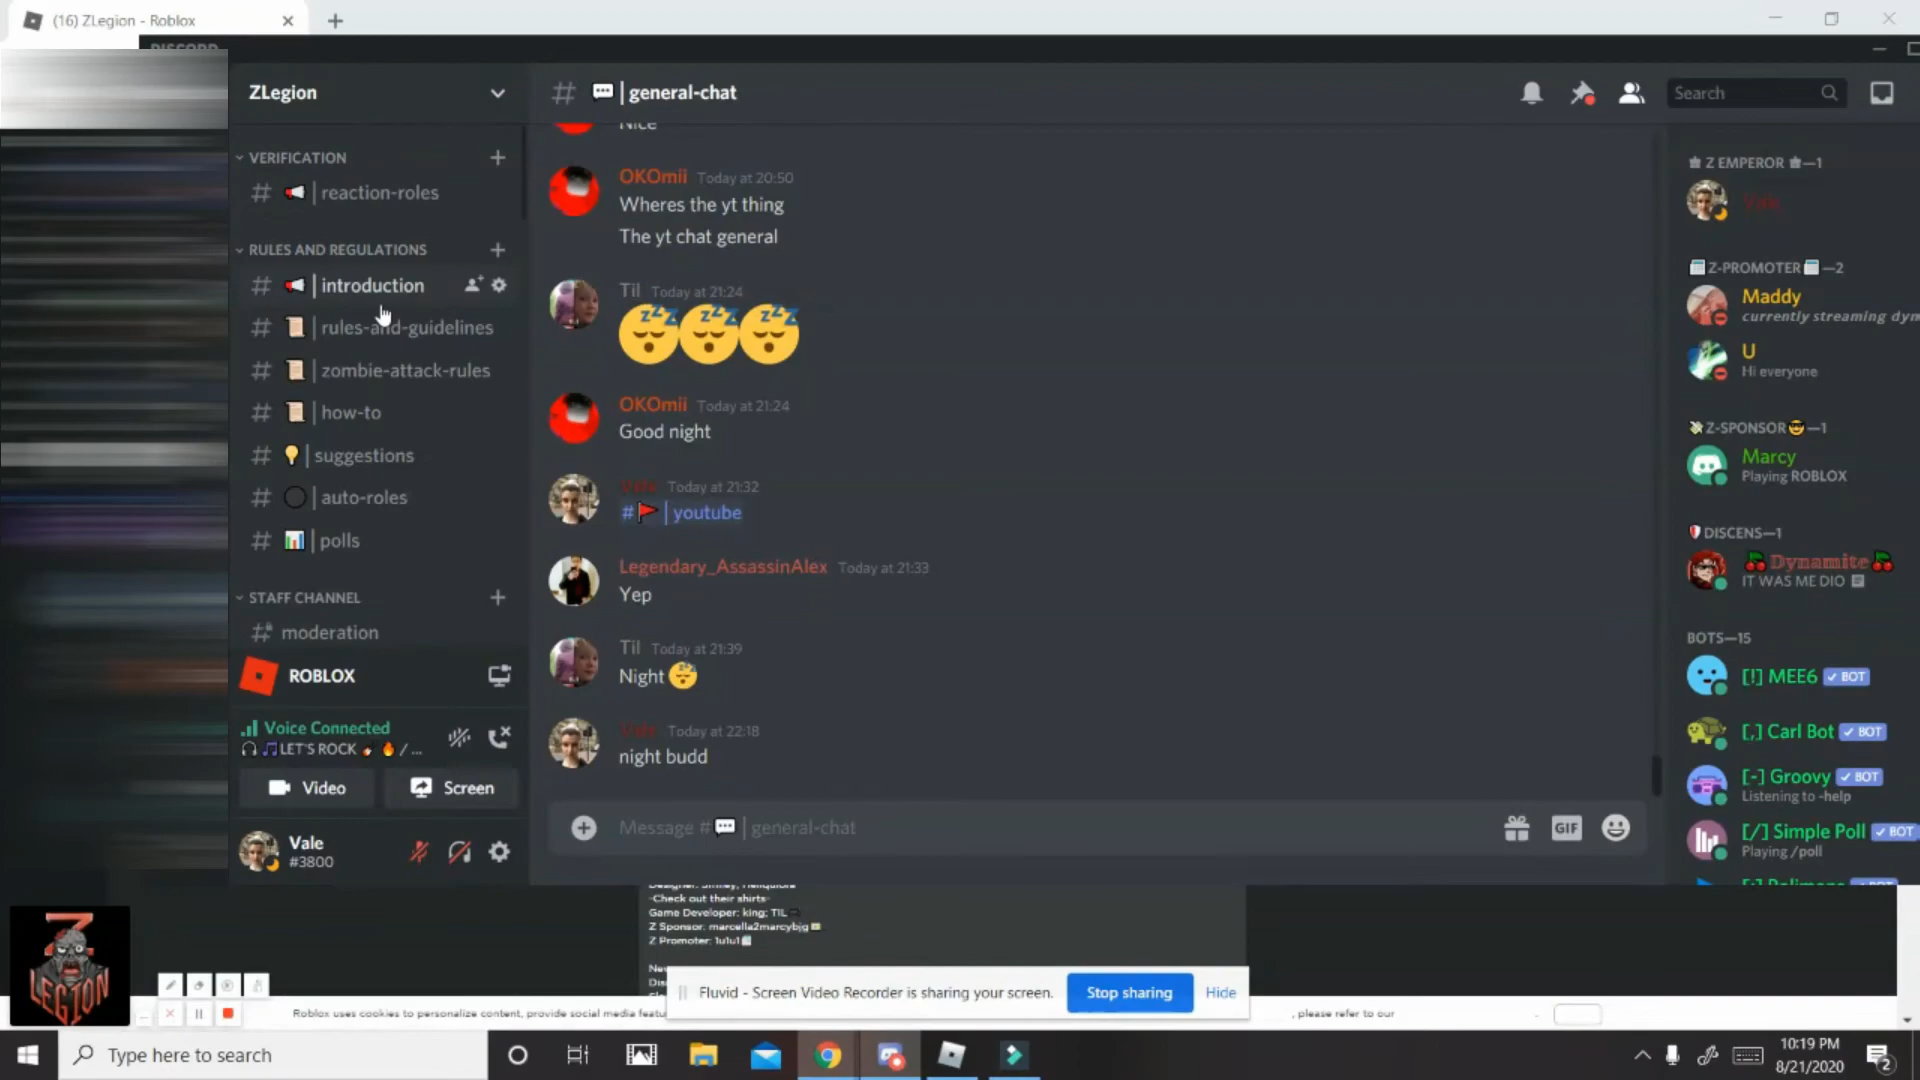 (16) ZLegion - Roblox
DISCORD
ZLegion
VERIFICATION
reaction-roles
RULES AND REGULATIONS
introduction
rules-and-guidelines
zombie-attack-rules
how-to
suggestions
auto-roles
polls
STAFF CHANNEL
moderation
ROBLOX
Voice Connected
LET'S ROCK / ...
Video
Screen
Vale
#3800
general-chat
Search
Nice
OKOmii Today at 20:50
Wheres the yt thing
The yt chat general
Til Today at 21:24
OKOmii Today at 21:24
Good night
Vale Today at 21:32
# | youtube
Legendary_AssassinAlex Today at 21:33
Yep
Til Today at 21:39
Night
Vale Today at 22:18
night budd
Message # | general-chat
GIF
Z EMPEROR —1
Vale
Z-PROMOTER —2
Maddy
currently streaming dym
U
Hi everyone
Z-SPONSOR —1
Marcy
Playing ROBLOX
DISCENS—1
Dynamite
IT WAS ME DIO
BOTS—15
[!] MEE6 BOT
[,] Carl Bot BOT
[-] Groovy BOT
Listening to -help
[/] Simple Poll BOT
Playing /poll
-Check out their shirts-
Game Developer: king; TIL
Z Sponsor: marcella2marcybjg
Z Promoter: 1u1u1
Z LEGION
Fluvid - Screen Video Recorder is sharing your screen.
Stop sharing
Hide
Roblox uses cookies to personalize content, provide social media featu
, please refer to our
Type here to search
10:19 PM
8/21/2020
2